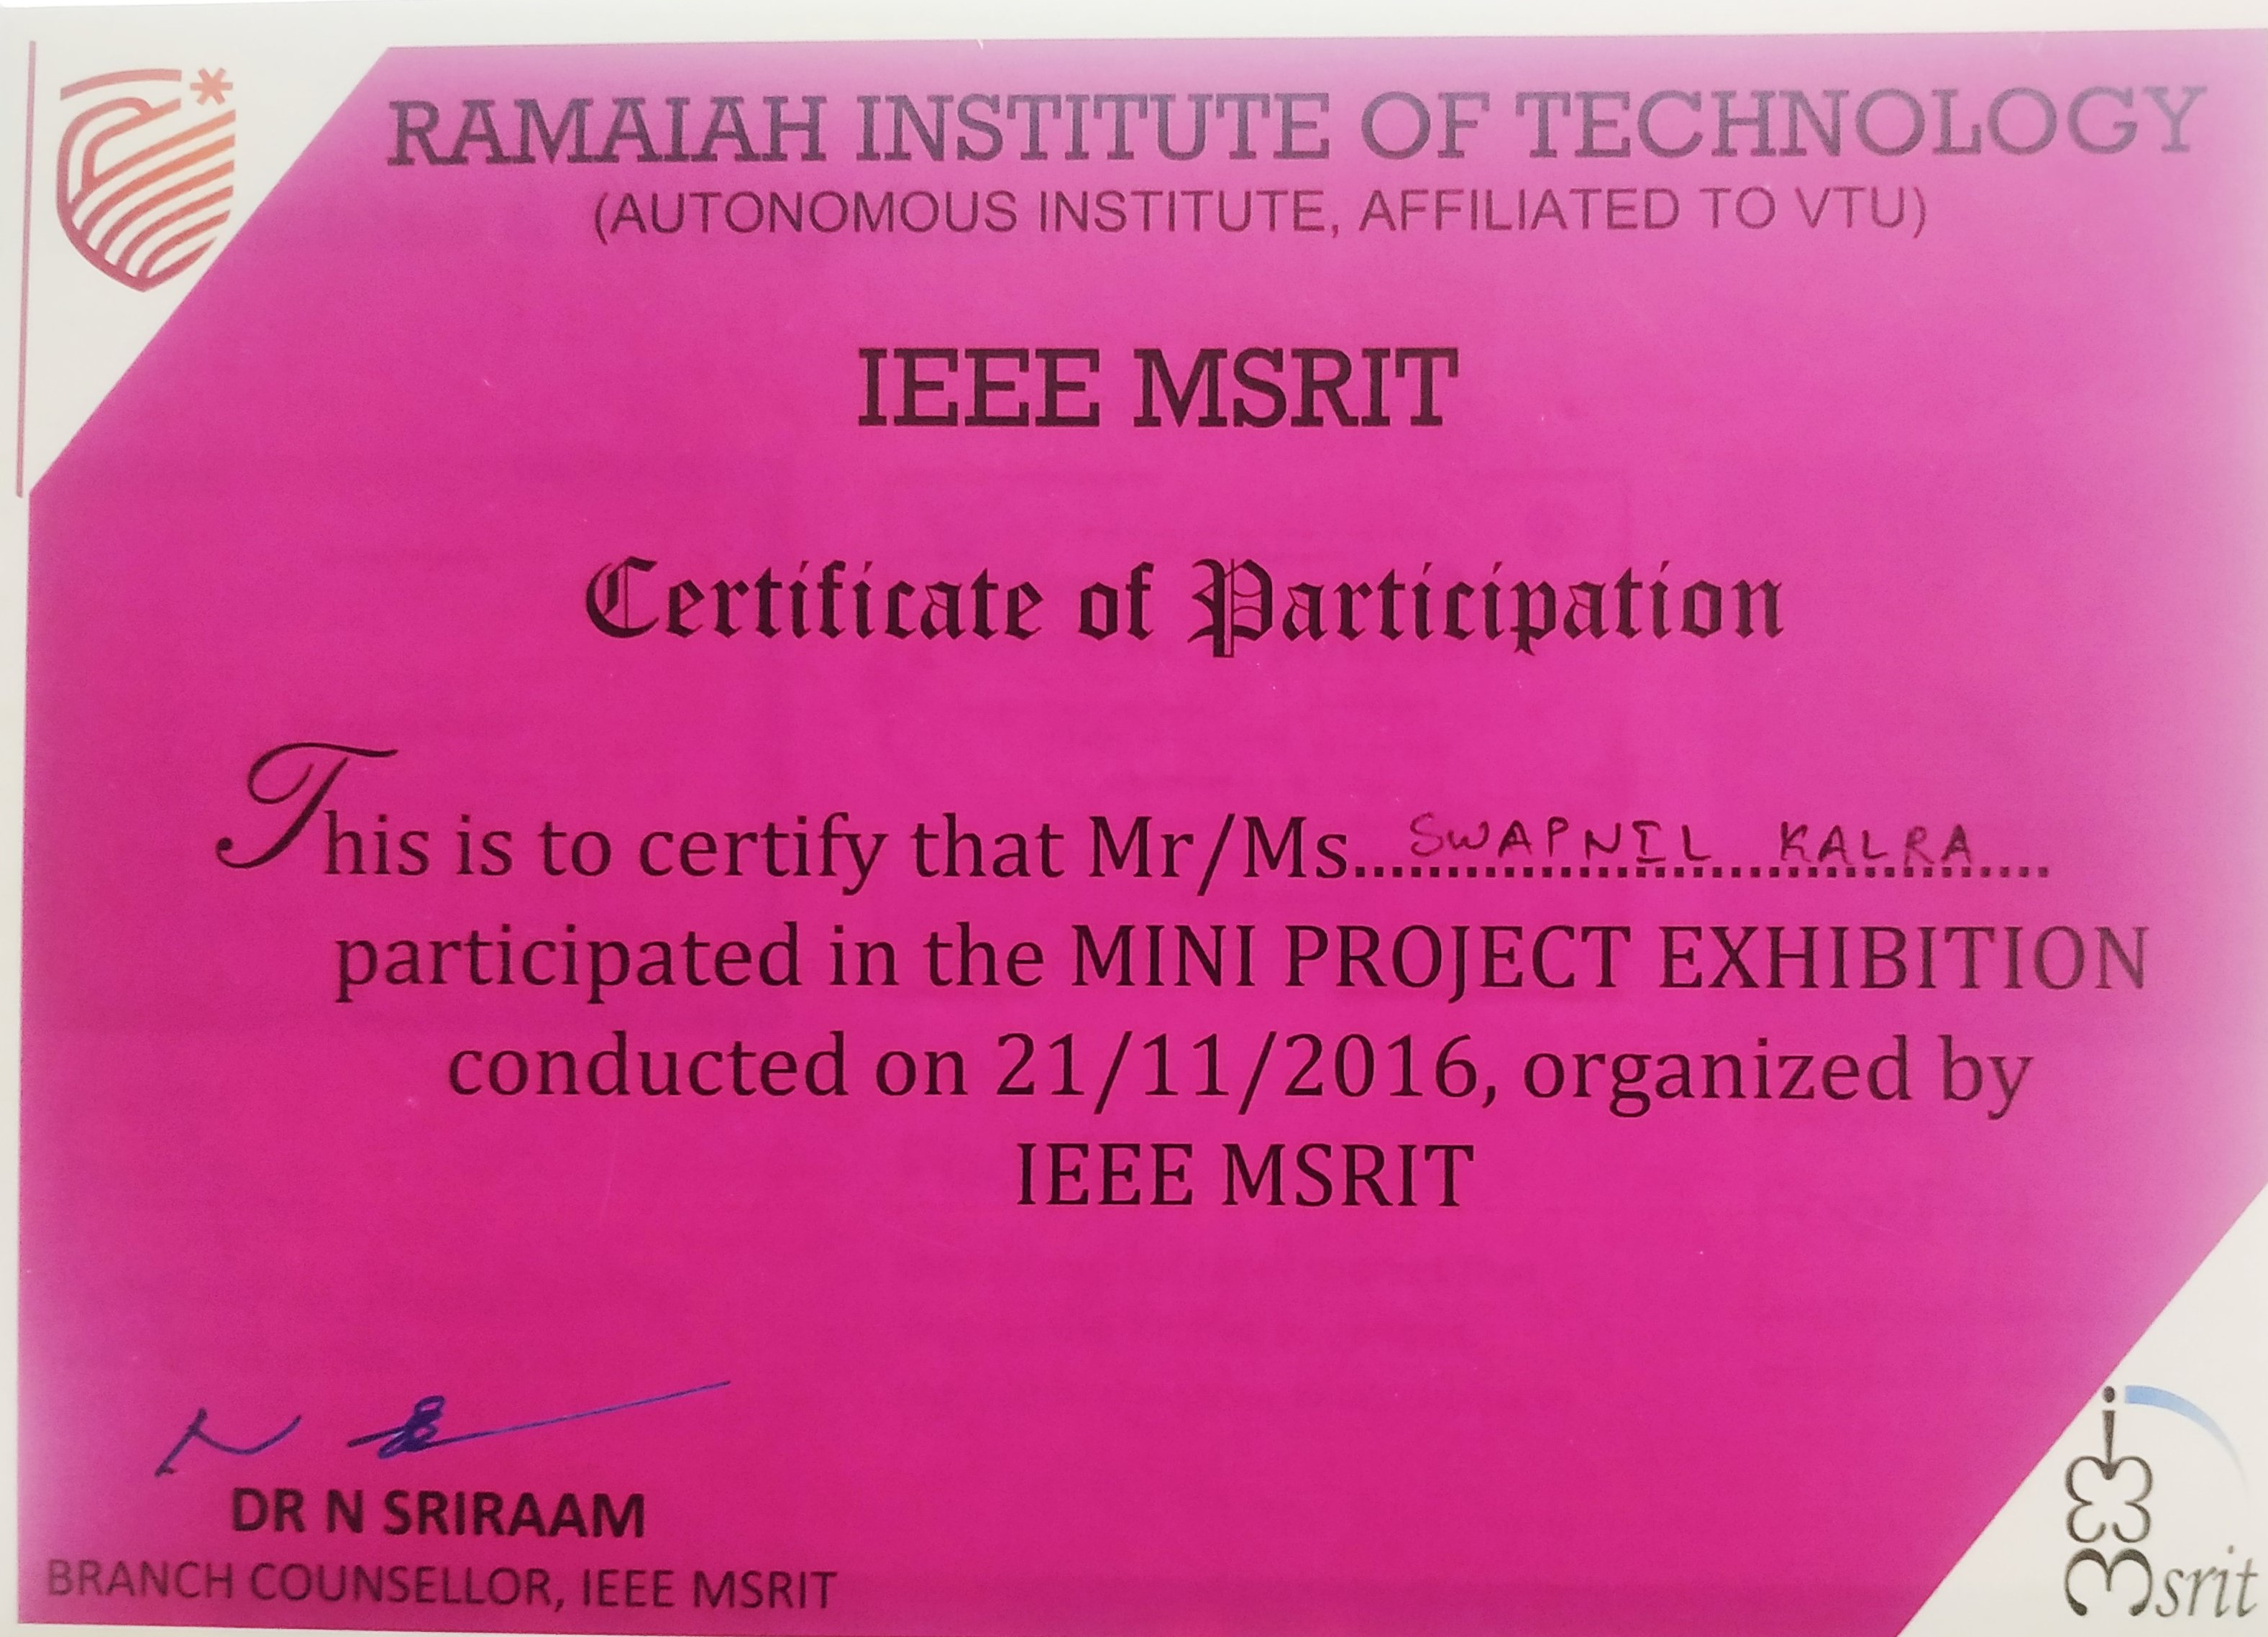 RAMAIAH INSTITUTE OF TECHNOLOGY
(AUTONOMOUS INSTITUTE, AFFILIATED TO VTU)
IEEE MSRIT
Certificate of Participation
This is to certify that Mr/Ms...SWAPNIL KALRA....
participated in the MINI PROJECT EXHIBITION
conducted on 21/11/2016, organized by
IEEE MSRIT
DR N SRIRAAM
BRANCH COUNSELLOR, IEEE MSRIT
Msrit